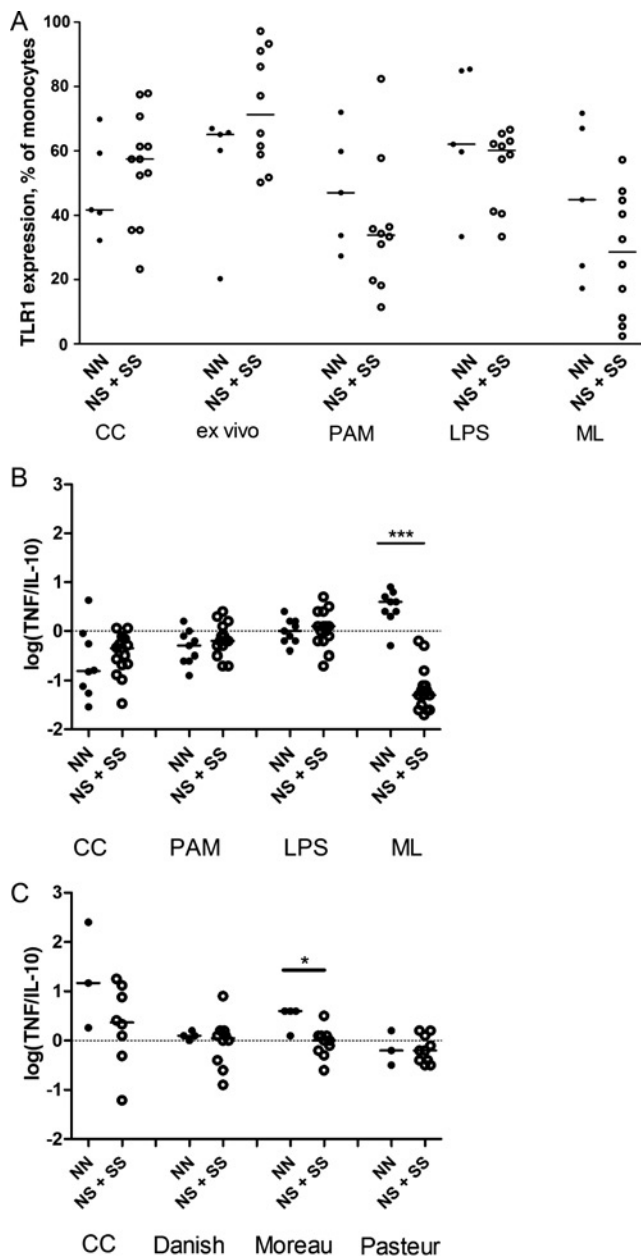 A
TLR1 expression, % of monocytes
100
80
60
40
20
0
NN NS + SS NN NS + SS NN NS + SS NN NS + SS NN NS + SS
CC ex vivo PAM LPS ML
B
log(TNF/IL-10)
3
2
***
1
0
-1
-2
NN NS + SS NN NS + SS NN NS + SS NN NS + SS
CC PAM LPS ML
C
log(TNF/IL-10)
3
2
*
1
0
-1
-2
NN NS + SS NN NS + SS NN NS + SS NN NS + SS
CC Danish Moreau Pasteur